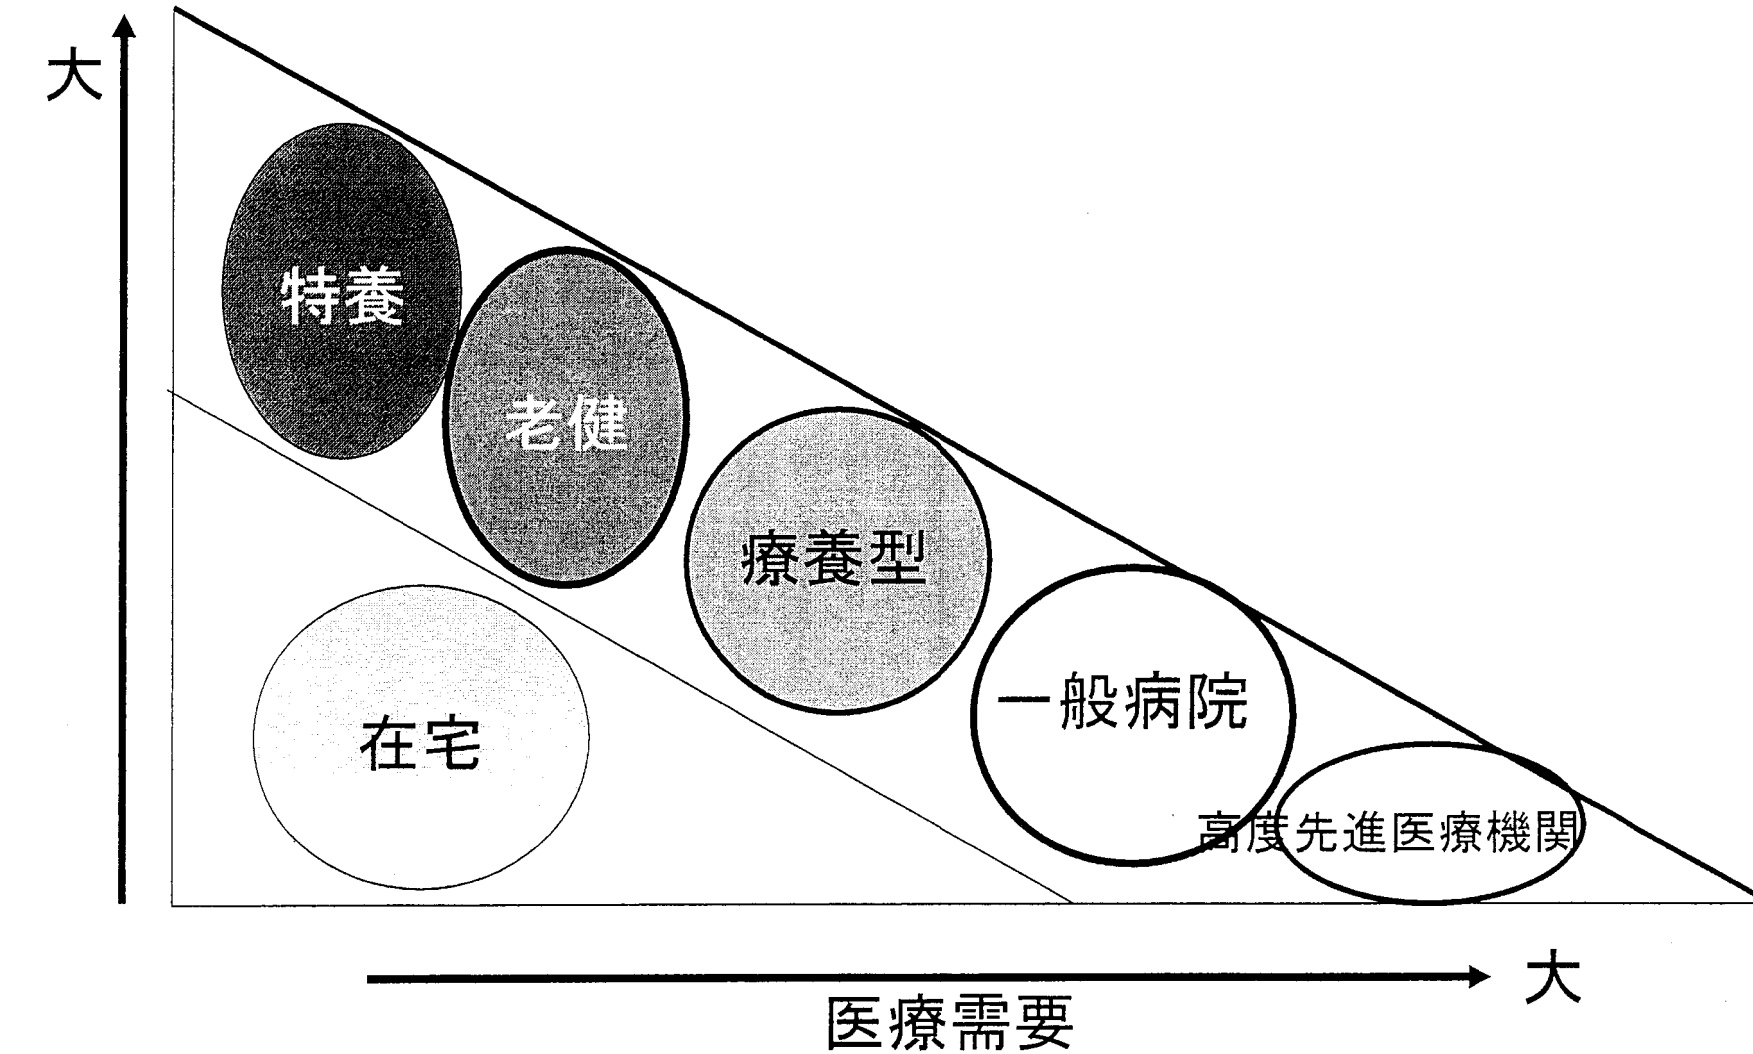 大
特養
老健
療養型
一般病院
在宅
高度先進医療機関
大
医療需要